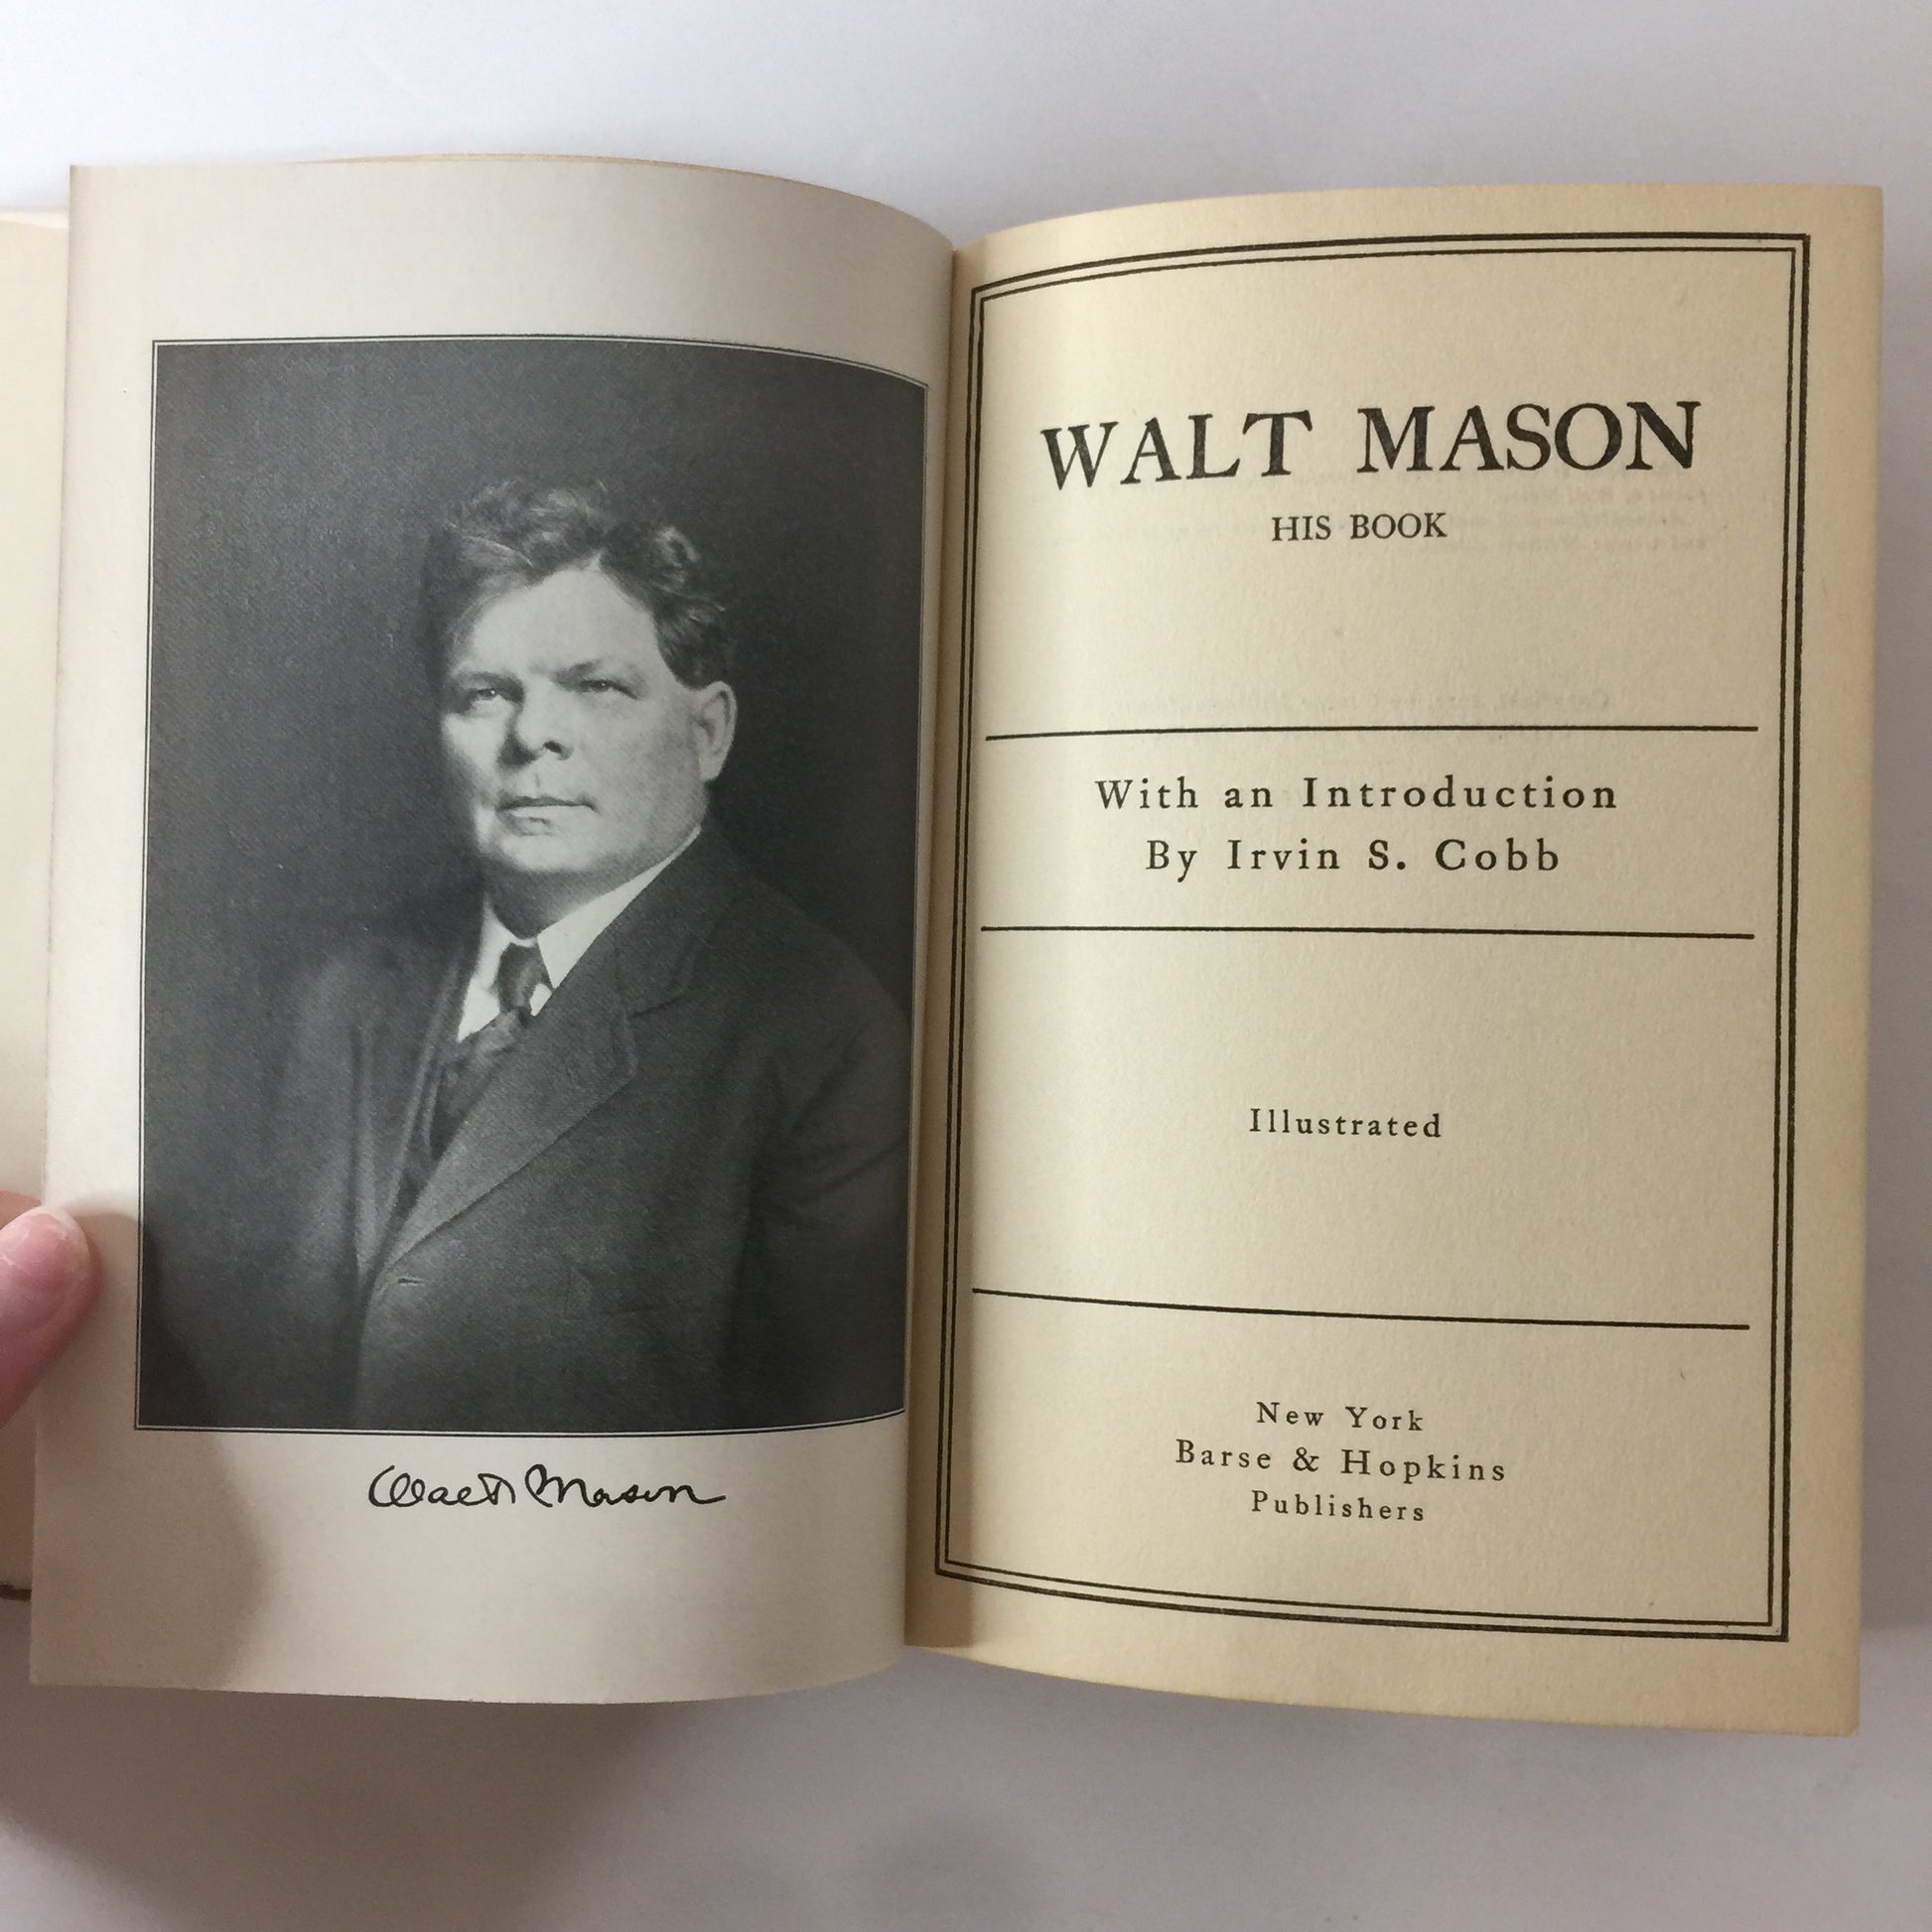 Walt Mason
WALT MASON
HIS BOOK
With an Introduction
By Irvin S. Cobb
Illustrated
New York
Barse & Hopkins
Publishers